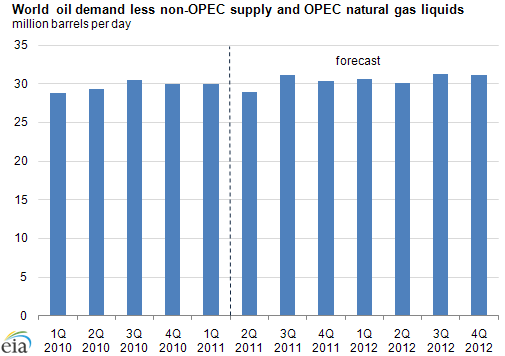 World oil demand less non-OPEC supply and OPEC natural gas liquids
million barrels per day
35
forecast
30
25
20
15
10
5
0
1Q 2Q 3Q 4Q 1Q 2Q 3Q 4Q 1Q 2Q 3Q 4Q
2010 2010 2010 2010 2011 2011 2011 2011 2012 2012 2012 2012
eia